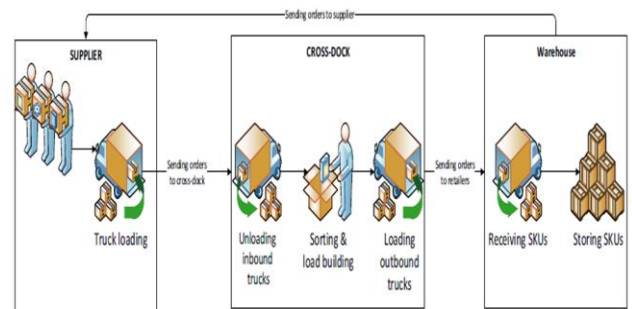 Sending orders to supplier
SUPPLIER
CROSS-DOCK
Warehouse
Sending orders
to cross-dock
Sending orders
to retailers
Truck loading
Unloading
inbound
trucks
Sorting &
load building
Loading
outbound
trucks
Receiving SKUs
Storing SKUs